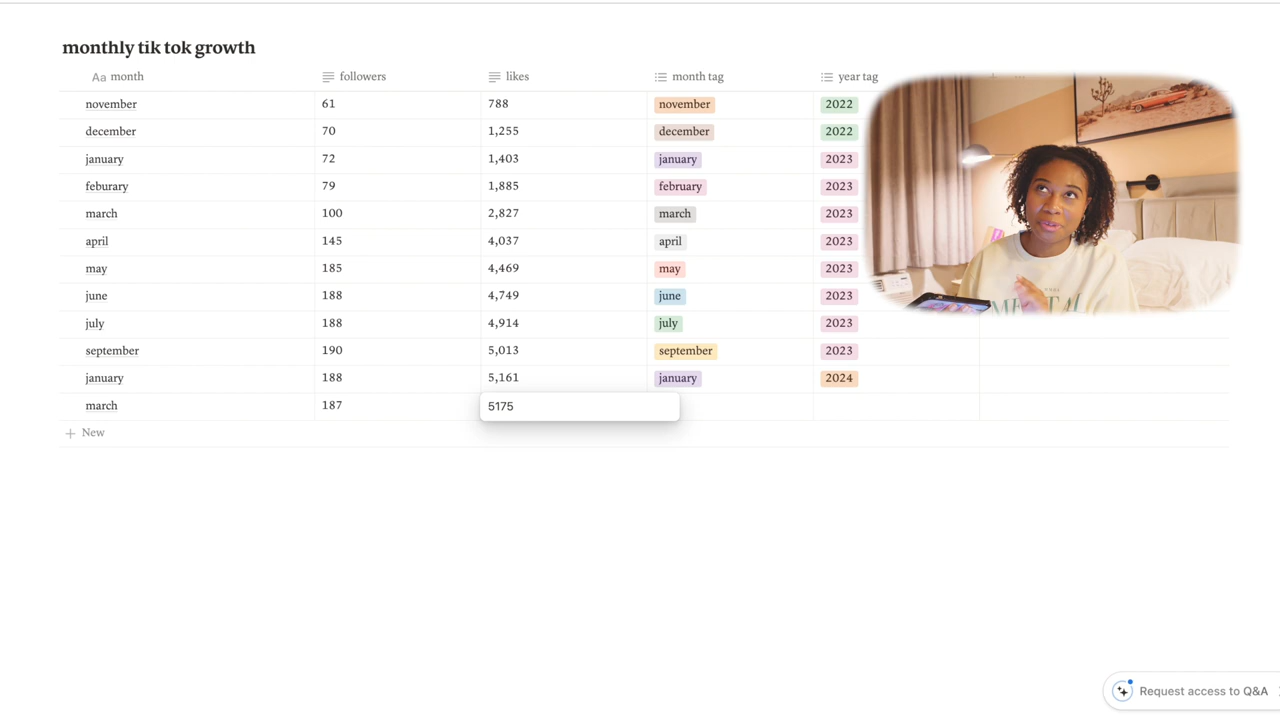 monthly tik tok growth
Aa month followers likes month tag year tag
november 61 788 november 2022
december 70 1,255 december 2022
january 72 1,403 january 2023
feburary 79 1,885 february 2023
march 100 2,827 march 2023
april 145 4,037 april 2023
may 185 4,469 may 2023
june 188 4,749 june 2023
july 188 4,914 july 2023
september 190 5,013 september 2023
january 188 5,161 january 2024
march 187 5175
+ New
Request access to Q&A